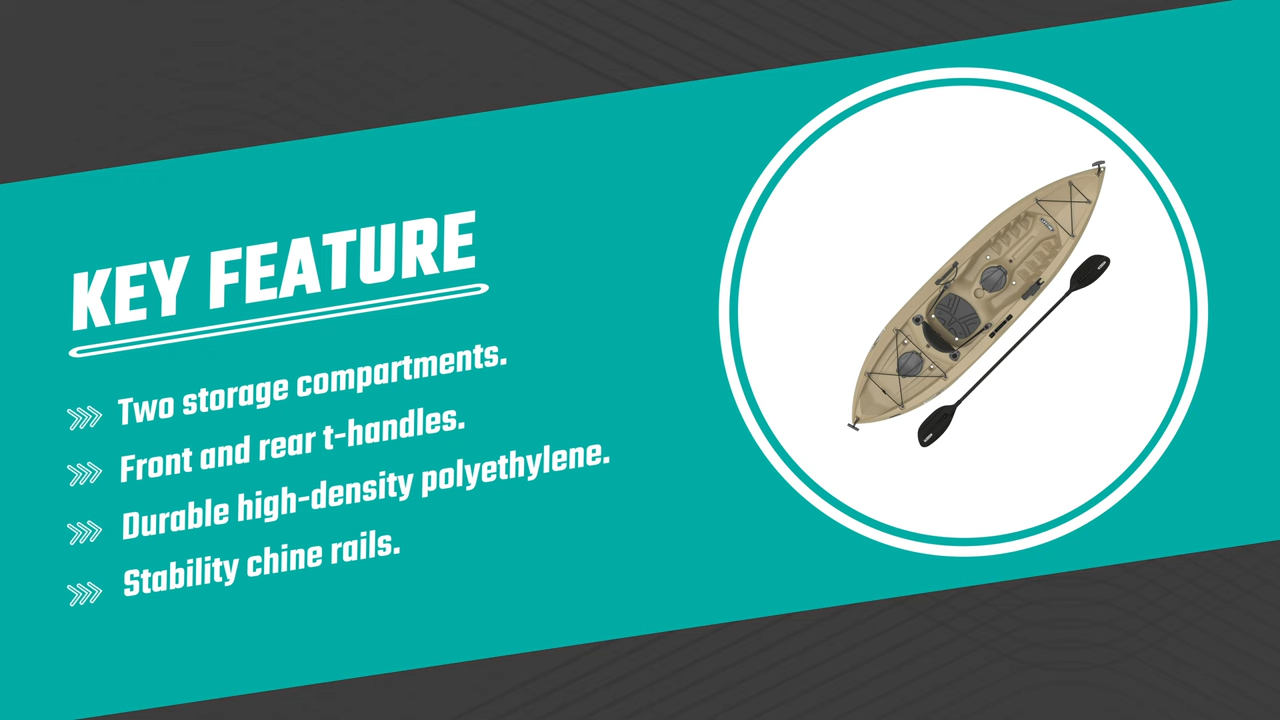 KEY FEATURE
Two storage compartments.
Front and rear t-handles.
Durable high-density polyethylene.
Stability chine rails.